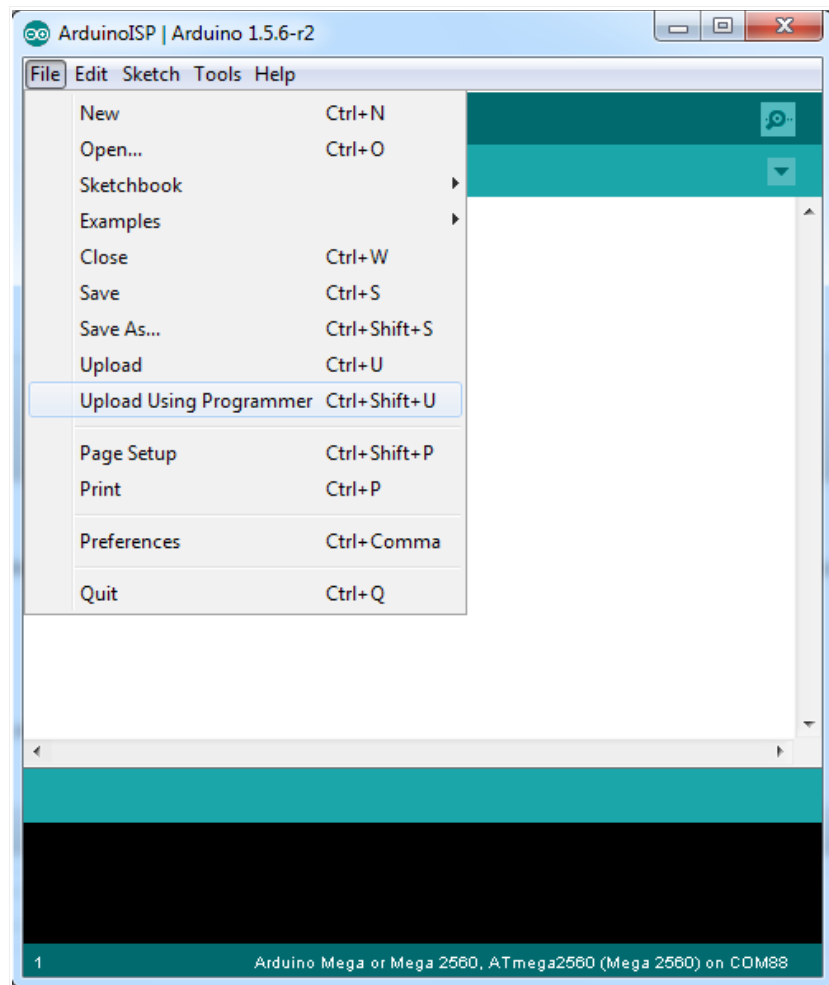 ArduinoISP | Arduino 1.5.6-r2
File Edit Sketch Tools Help
New Ctrl+N
Open... Ctrl+O
Sketchbook
Examples
Close Ctrl+W
Save Ctrl+S
Save As... Ctrl+Shift+S
Upload Ctrl+U
Upload Using Programmer Ctrl+Shift+U
Page Setup Ctrl+Shift+P
Print Ctrl+P
Preferences Ctrl+Comma
Quit Ctrl+Q
1 Arduino Mega or Mega 2560, ATmega2560 (Mega 2560) on COM88